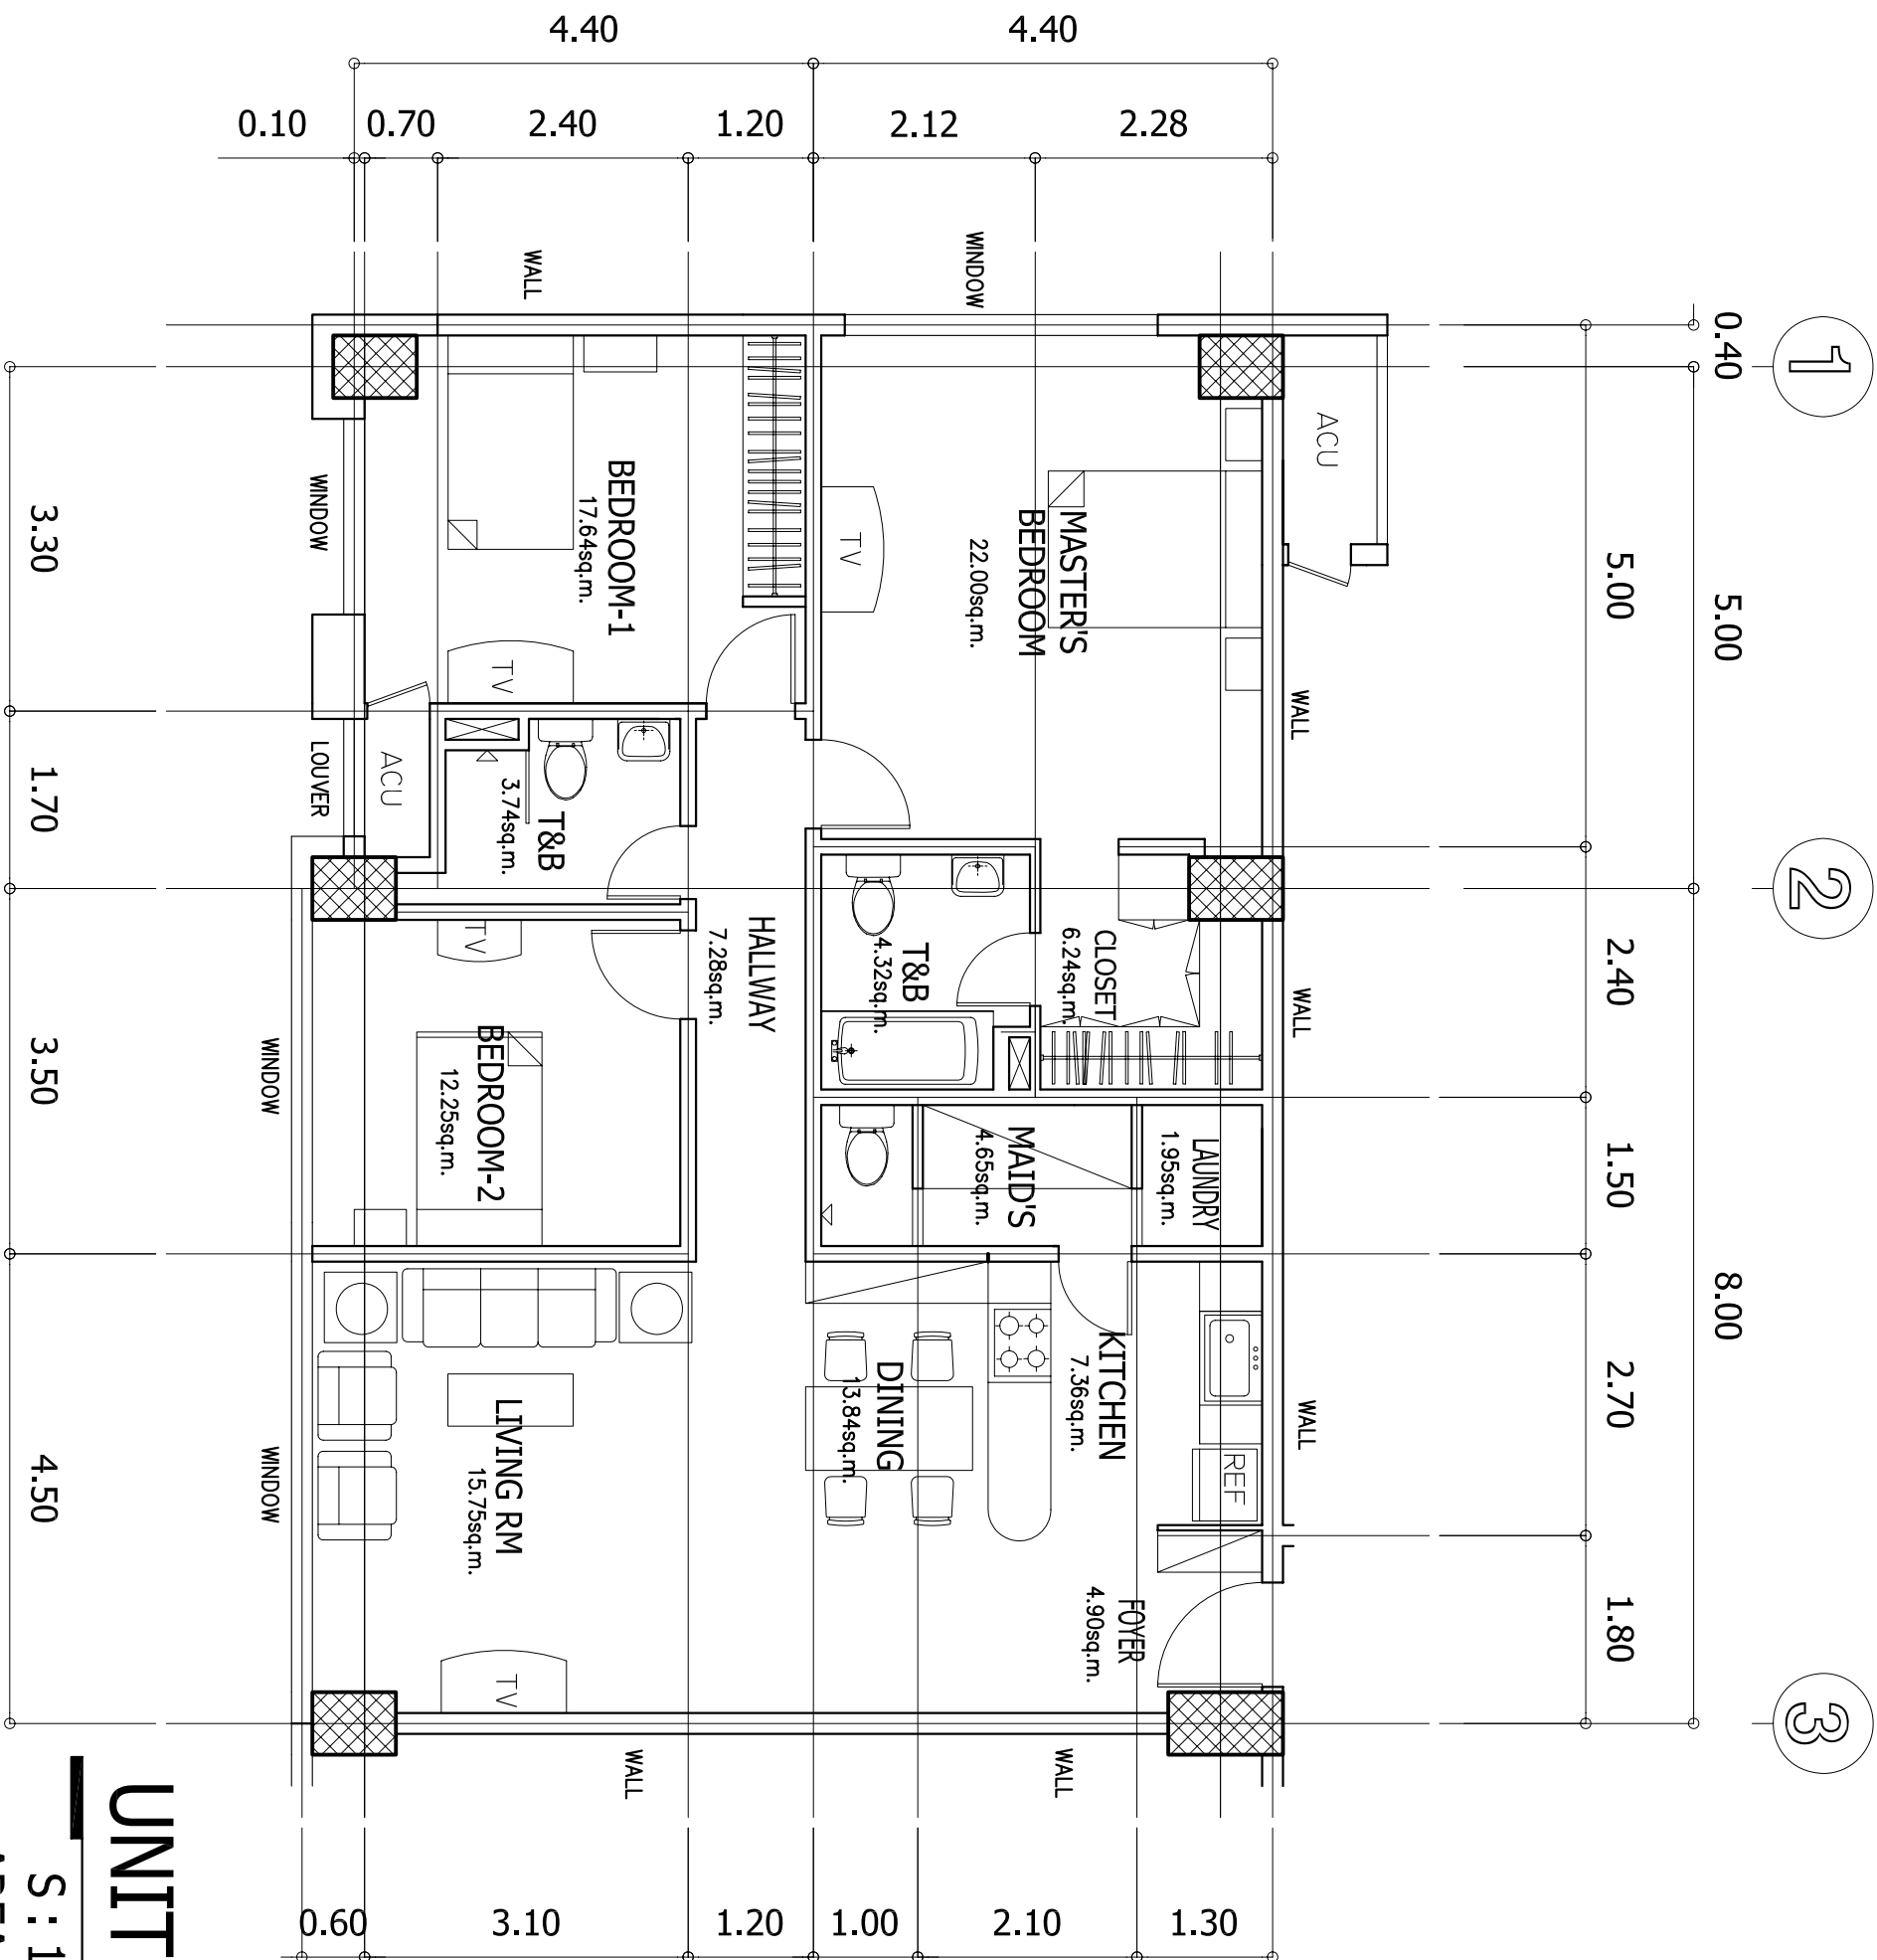 4.40
4.40
0.10
0.70
2.40
1.20
2.12
2.28
WALL
WINDOW
1
2
3
0.40
5.00
8.00
5.00
2.40
1.50
2.70
1.80
ACU
WALL
WALL
WALL
MASTER'S
BEDROOM
22.00sq.m.
TV
BEDROOM-1
17.64sq.m.
TV
WINDOW
LOUVER
ACU
T&B
3.74sq.m.
HALLWAY
7.28sq.m.
T&B
4.32sq.m.
CLOSET
6.24sq.m.
TV
BEDROOM-2
12.25sq.m.
WINDOW
MAID'S
4.65sq.m.
LAUNDRY
1.95sq.m.
KITCHEN
7.36sq.m.
REF
DINING
13.84sq.m.
LIVING RM
15.75sq.m.
WINDOW
FOYER
4.90sq.m.
TV
WALL
WALL
3.30
1.70
3.50
4.50
0.60
3.10
1.20
1.00
2.10
1.30
UNIT
S : 1